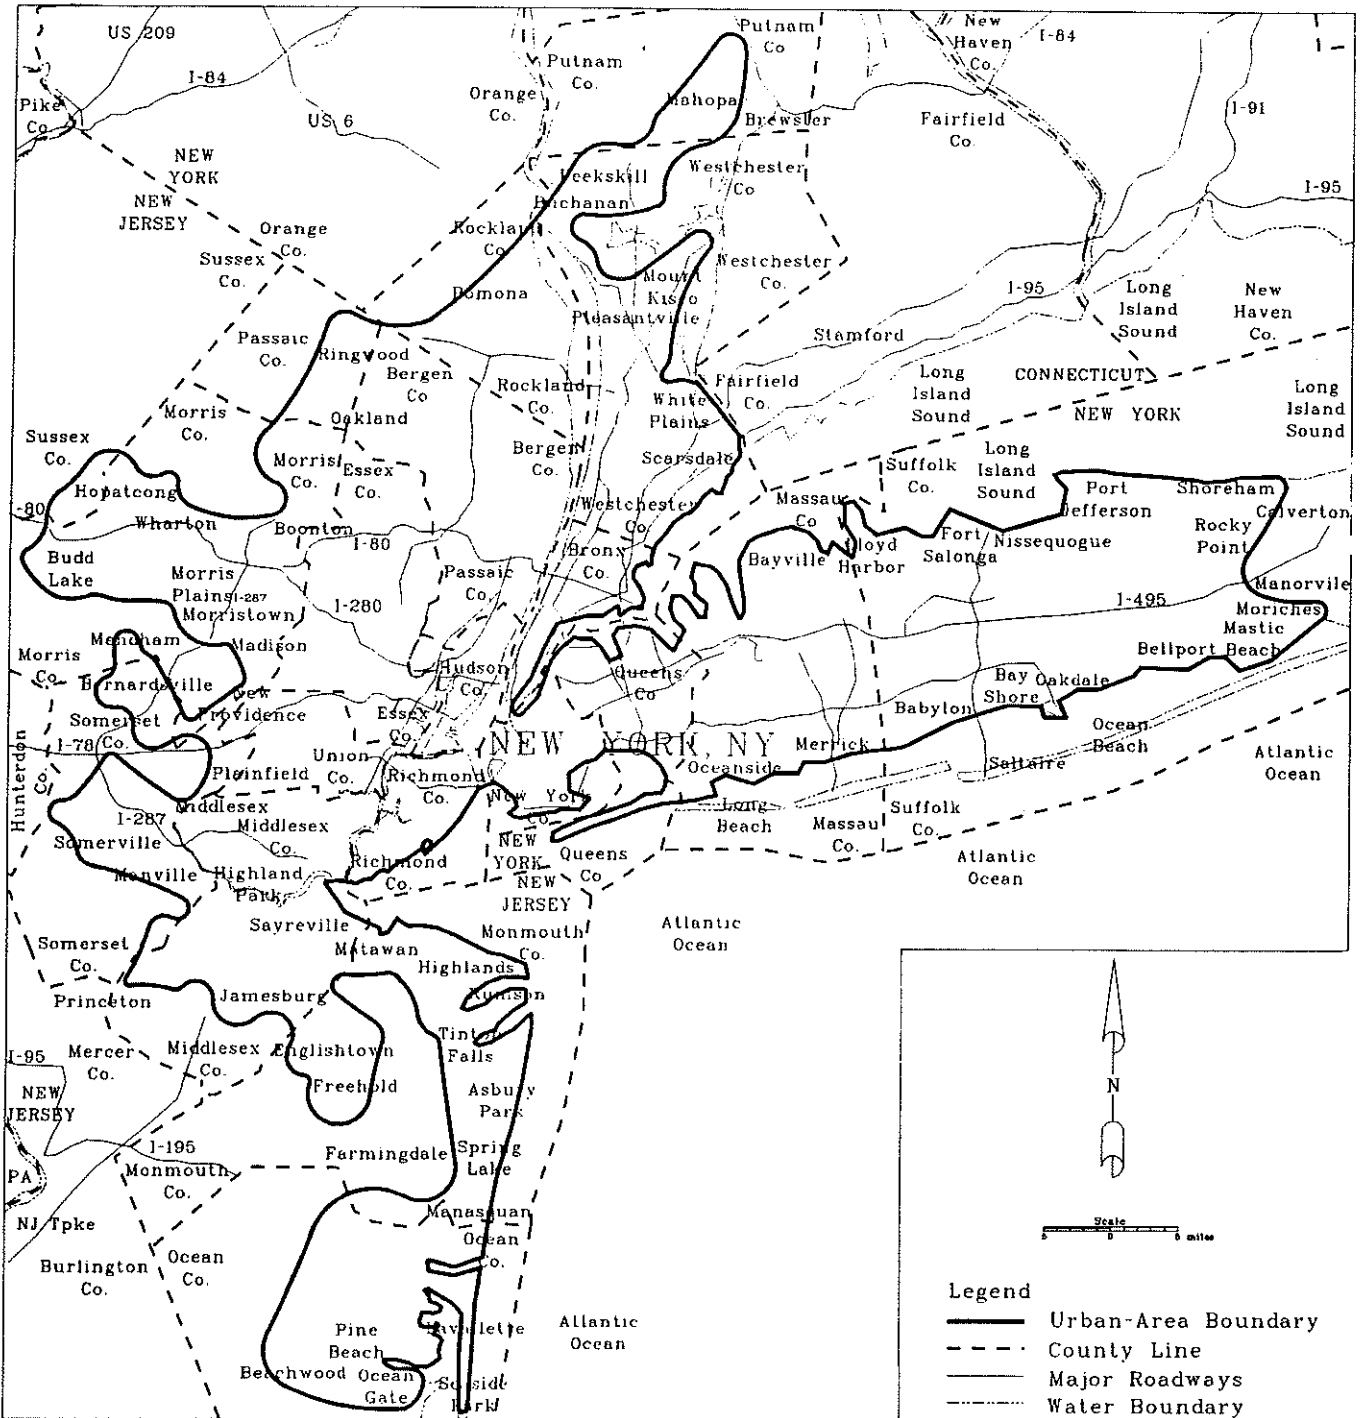 US 209
Putnam
Co
New
Haven
Co.
I-84
Putnam
Co.
I-84
Orange
Co.
Mahopa
Pike
Co
US 6
Brewster
Fairfield
Co.
I-91
NEW
YORK
NEW
JERSEY
Peekskill
Westchester
Co
I-95
Buchanan
Orange
Co.
Rockland
Co.
Sussex
Co.
Mount
Kisco
Westchester
Co.
I-95
Long
Island
Sound
New
Haven
Co.
Pomona
Pleasantville
Stamford
Passaic
Co.
Ringwood
Bergen
Co
Rockland
Co.
Fairfield
Co.
Long
Island
Sound
CONNECTICUT
NEW YORK
Long
Island
Sound
Morris
Co.
Oakland
White
Plains
Sussex
Co.
Bergen
Co.
Scarsdale
Morris
Co.
Essex
Co.
Suffolk
Co.
Long
Island
Sound
Hopatcong
Westchester
Co.
Massau
Co
Port
Jefferson
Shoreham
Calverton
I-80
Wharton
Boonton
I-80
Bronx
Co.
Bayville
Lloyd
Harbor
Fort
Salonga
Nissequogue
Rocky
Point
Budd
Lake
Morris
Plains
I-287
Morristown
Passaic
Co.
I-280
I-495
Manorvile
Moriches
Mastic
Beach
Bellport
Mendham
Madison
Morris
Co.
Bernardsville
Hudson
Co.
Queens
Co
Bay
Shore
Oakdale
Somerset
Co.
New
Providence
Essex
Co.
Babylon
Ocean
Beach
I-78
Union
Co.
NEW YORK, NY
Merrick
Atlantic
Ocean
Hunterdon
Co.
Plainfield
Richmond
Co.
Oceanside
Saltaire
Middlesex
New York
Co.
Long
Beach
Massau
Co.
Suffolk
Co.
I-287
Middlesex
Co.
Somerville
NEW
YORK
NEW
JERSEY
Queens
Co
Atlantic
Ocean
Manville
Highland
Park
Richmond
Co.
Sayreville
Matawan
Monmouth
Co.
Atlantic
Ocean
Somerset
Co.
Highlands
Princeton
Jamesburg
Rumson
Mercer
Co.
Middlesex
Co.
Englishtown
Tinton
Falls
I-95
NEW
JERSEY
Freehold
Asbury
Park
I-195
Farmingdale
Spring
Lake
PA
Monmouth
Co.
NJ Tpke
Manasquan
Burlington
Co.
Ocean
Co.
Ocean
Co.
Pine
Beach
Lavallette
Atlantic
Ocean
Beachwood
Ocean
Gate
Seaside
Park
N
Scale
5 0 5 miles
Legend
Urban-Area Boundary
County Line
Major Roadways
Water Boundary